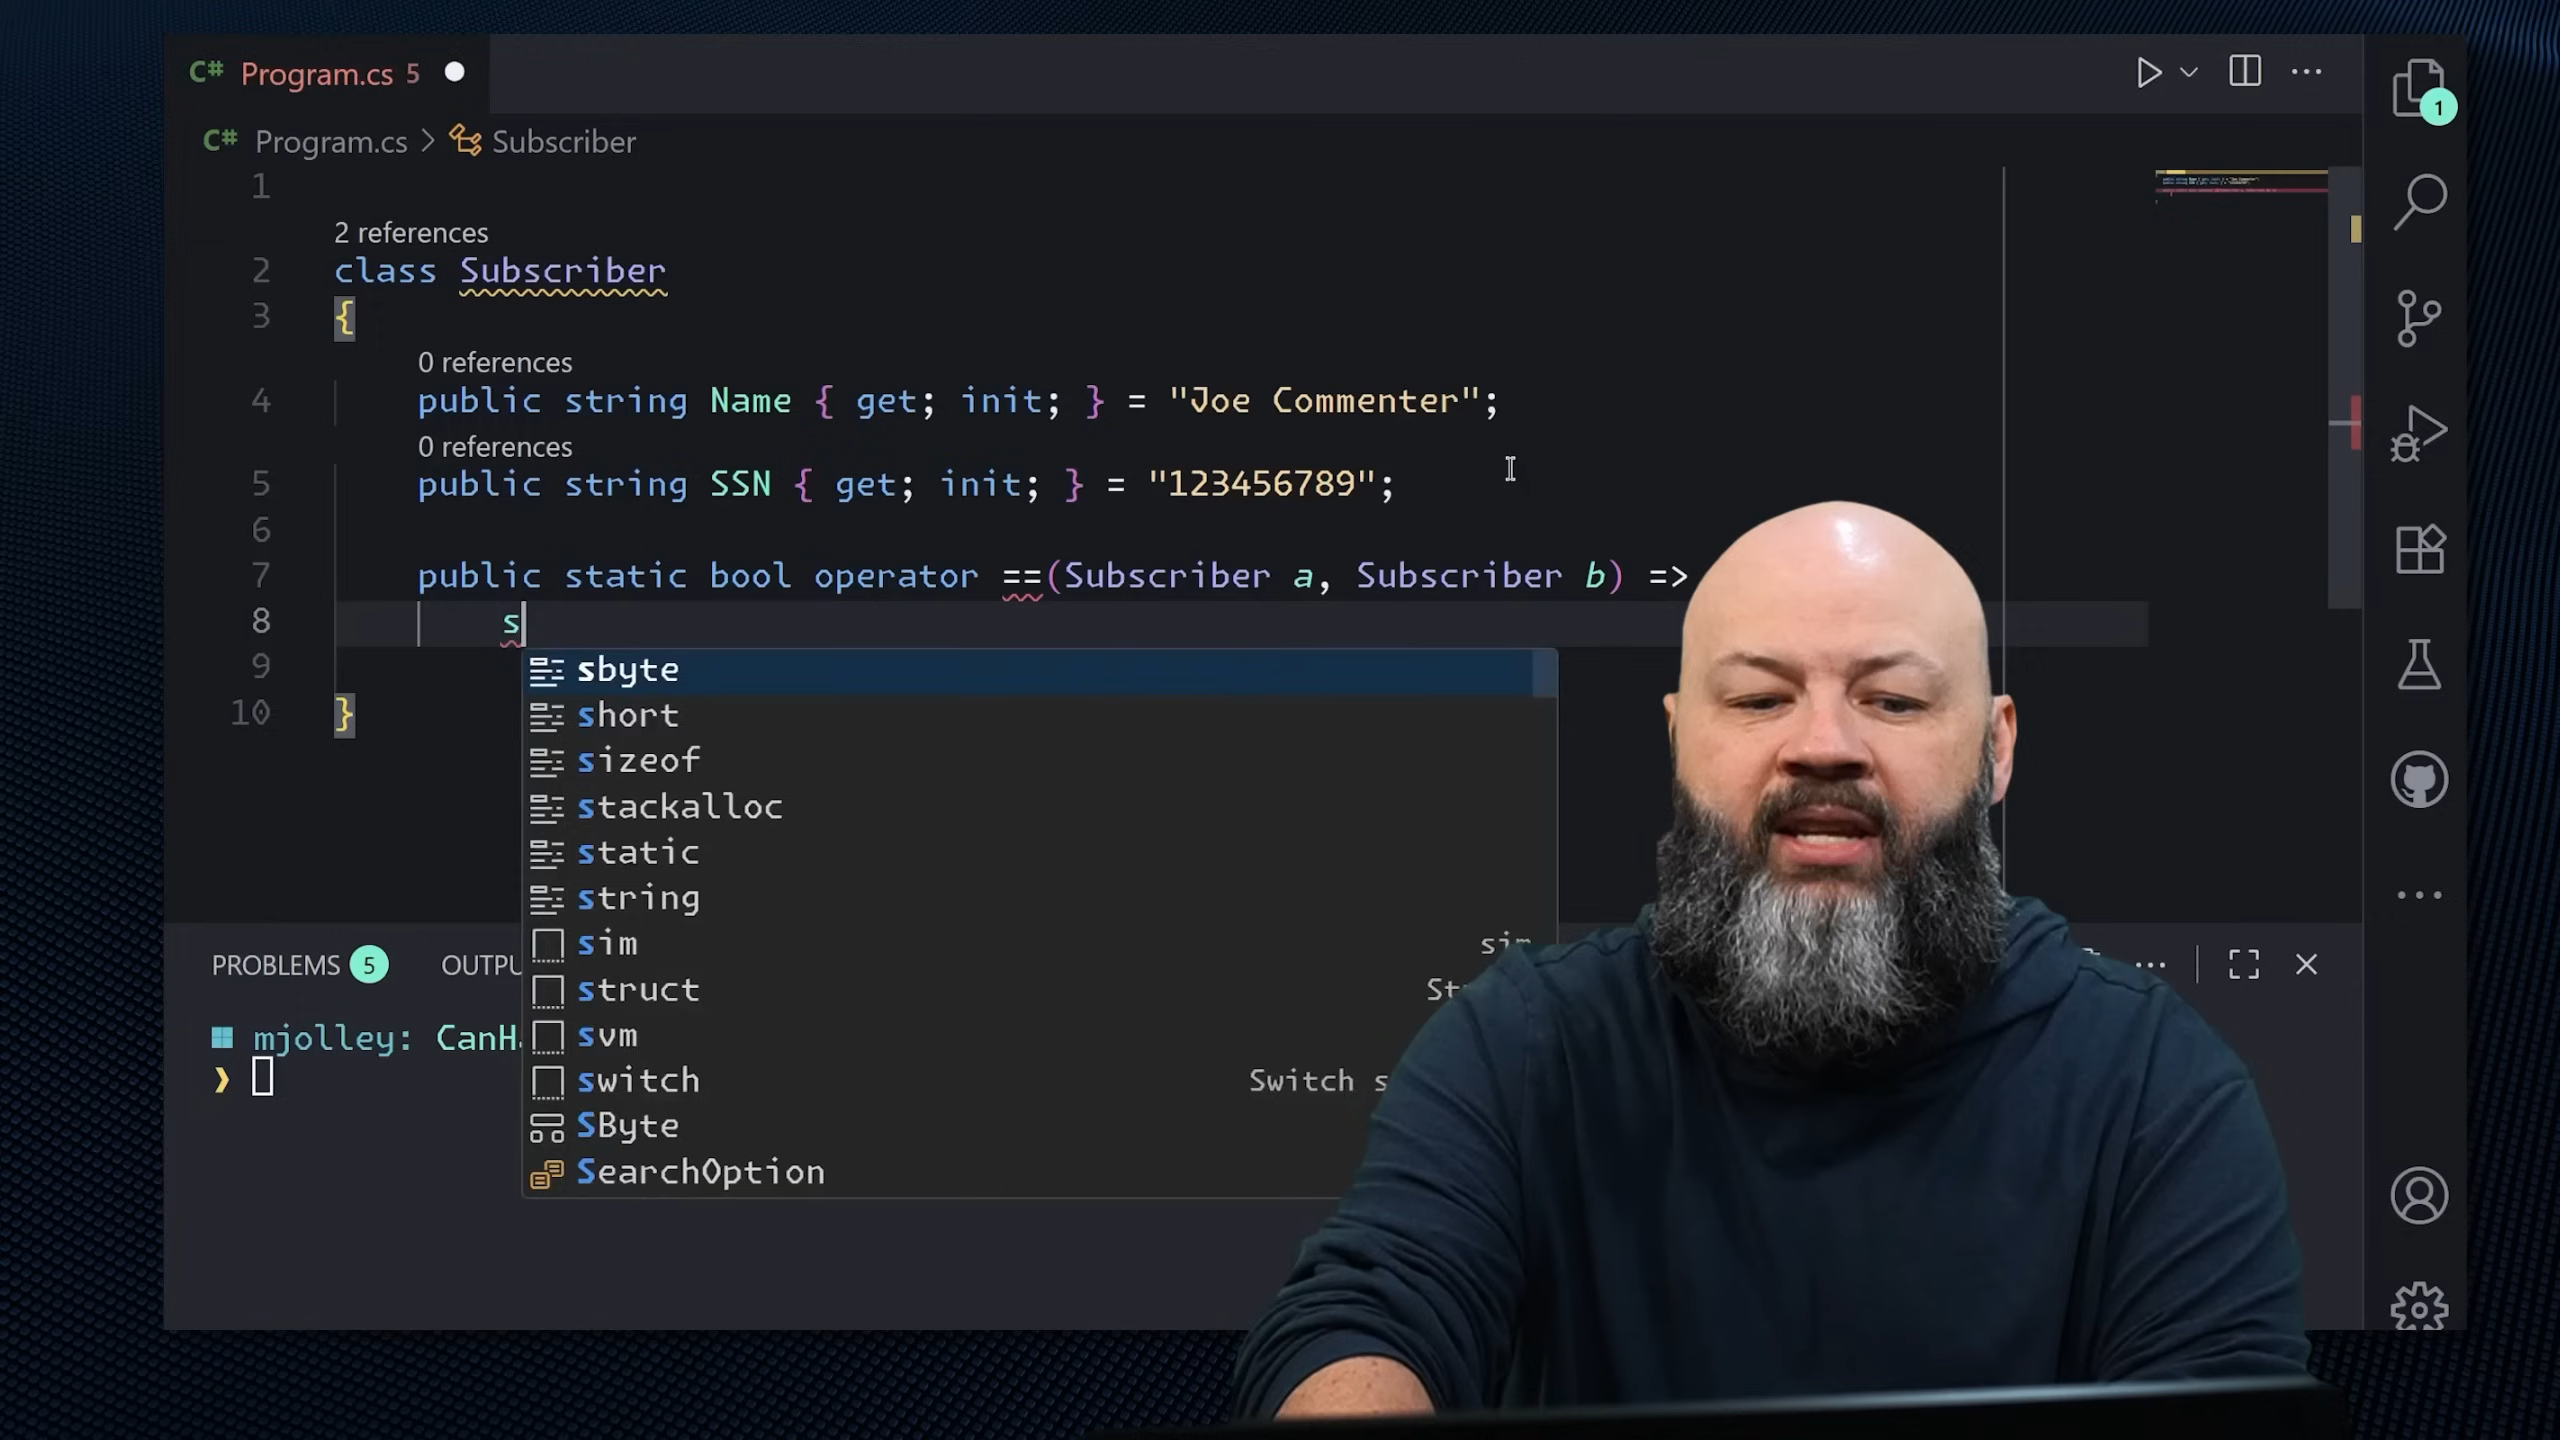 C# Program.cs 5
C# Program.cs > Subscriber
1
1
2 references
2 class Subscriber
3 {
0 references
4 public string Name { get; init; } = "Joe Commenter";
0 references
5 public string SSN { get; init; } = "123456789";
6
7 public static bool operator ==(Subscriber a, Subscriber b) =>
8 s
9
10 }
sbyte
short
sizeof
stackalloc
static
string
sim sim
struct
svm
switch Switch
SByte
SearchOption
PROBLEMS 5
mjolley:
❯